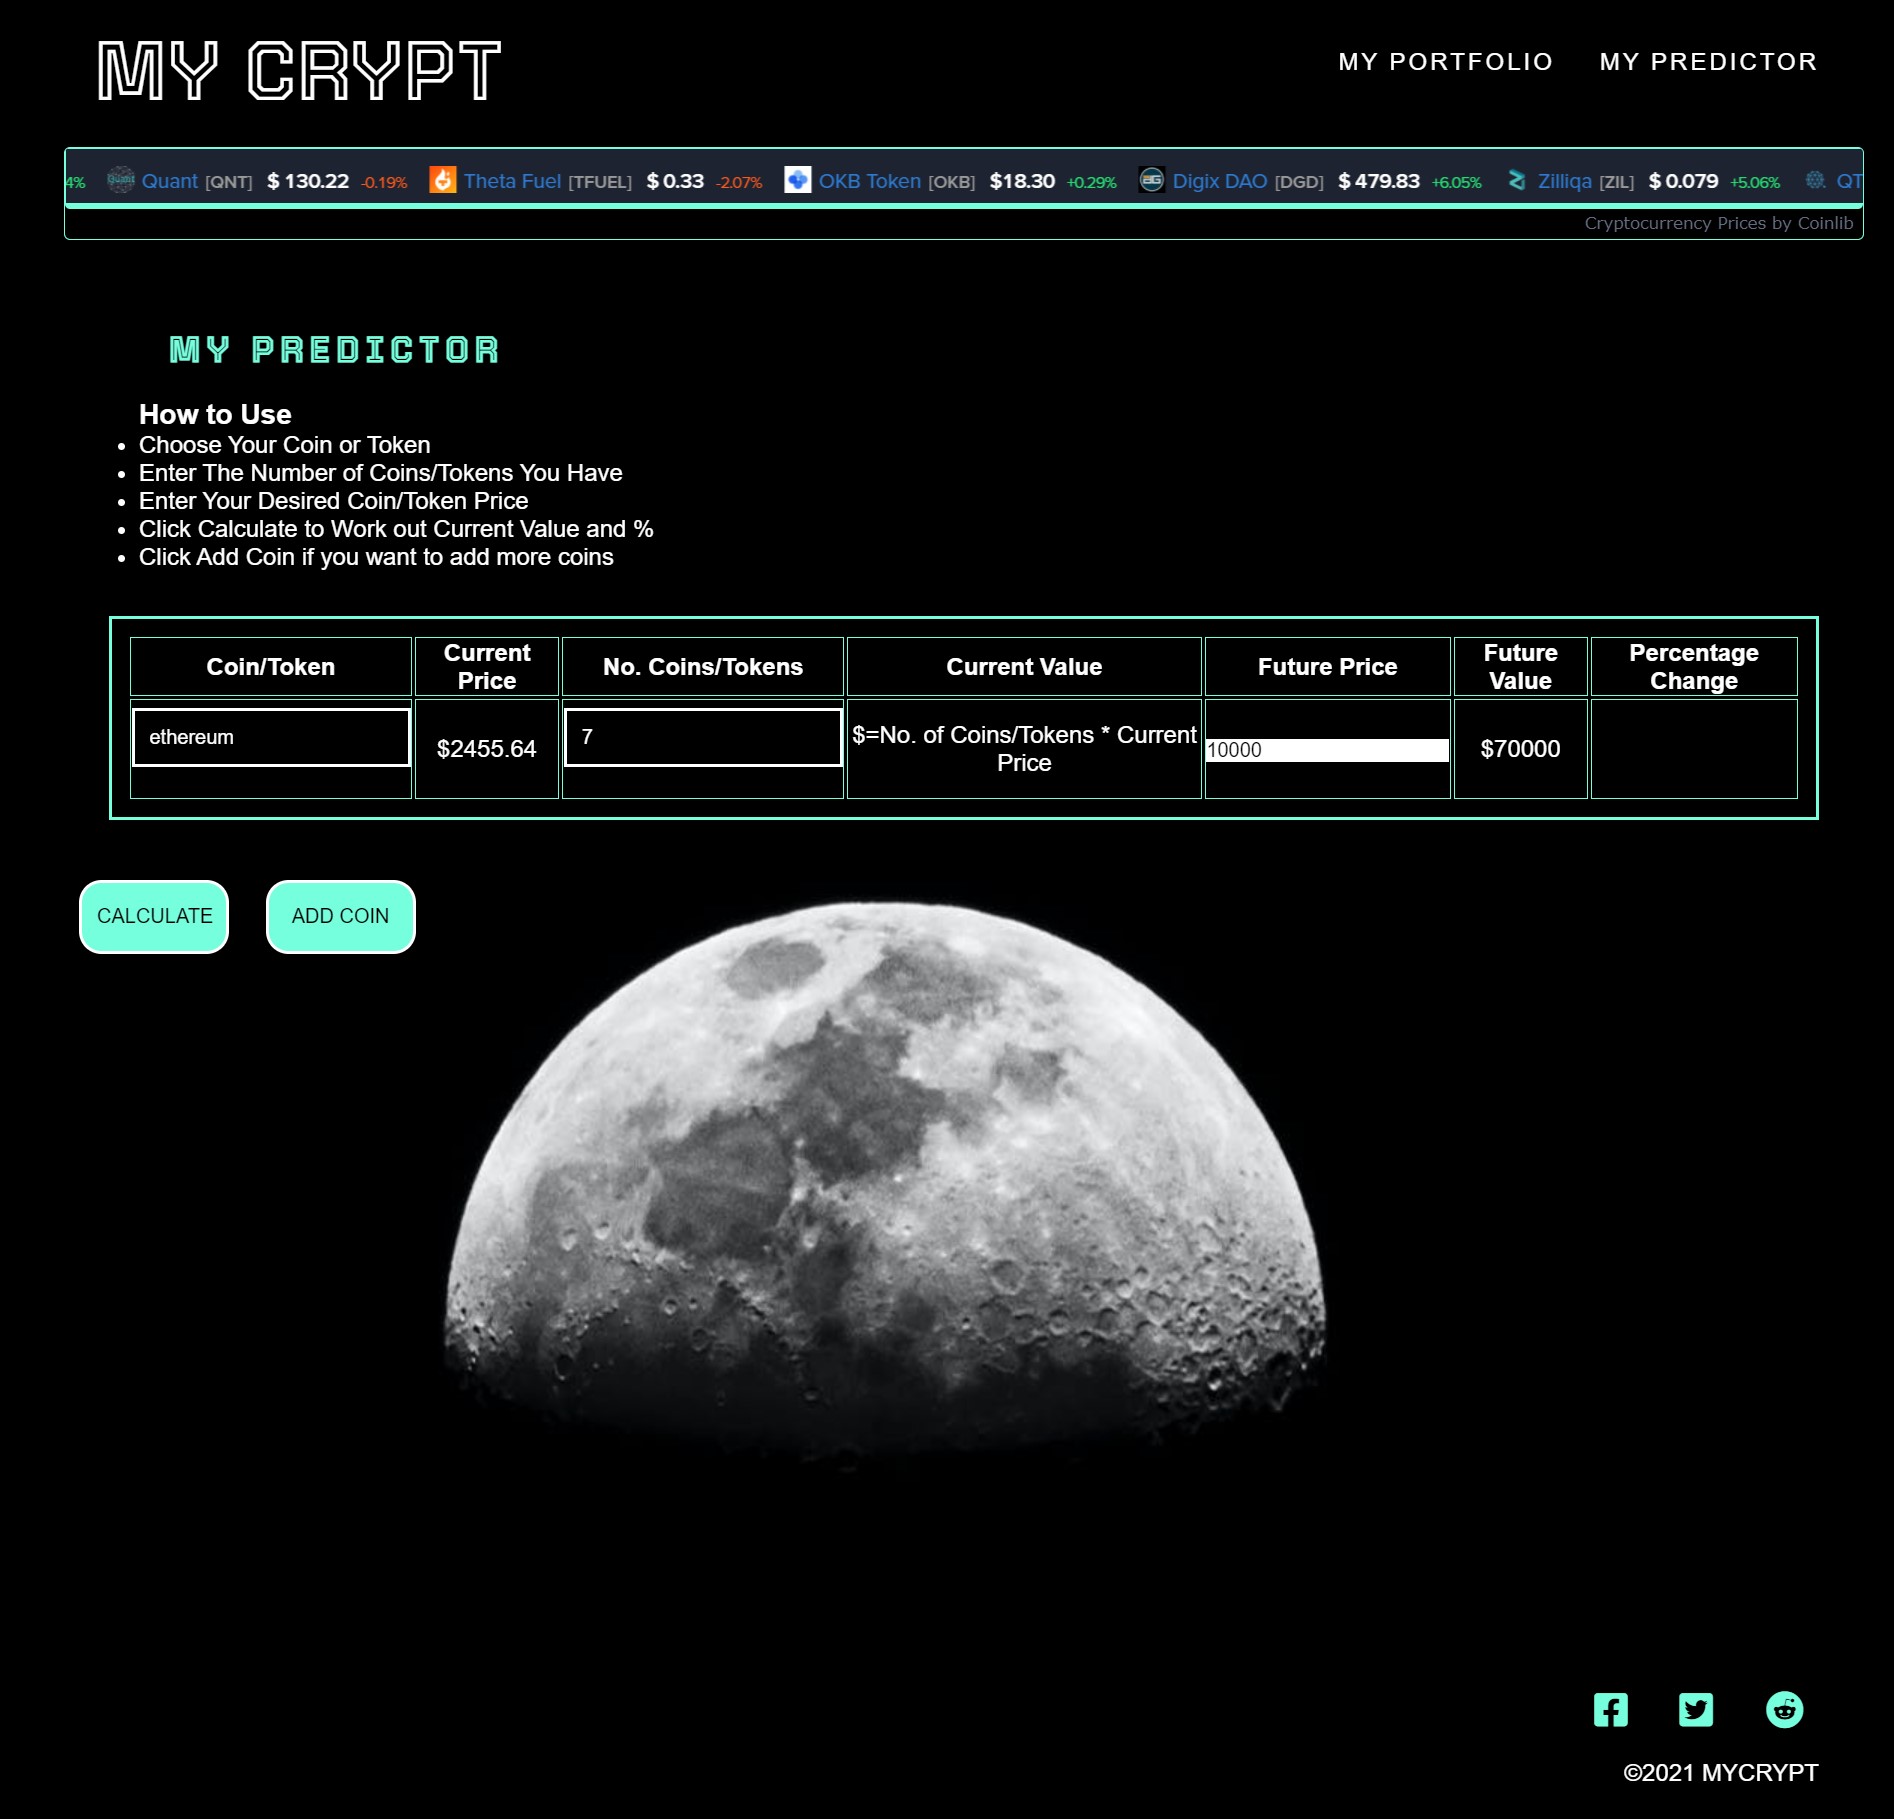 MY CRYPT
MY PORTFOLIO MY PREDICTOR
4% Quant [QNT] $ 130.22 -0.19% Theta Fuel [TFUEL] $ 0.33 -2.07% OKB Token [OKB] $18.30 +0.29% Digix DAO [DGD] $ 479.83 +6.05% Zilliqa [ZIL] $ 0.079 +5.06% QT
Cryptocurrency Prices by Coinlib
MY PREDICTOR
How to Use
Choose Your Coin or Token
Enter The Number of Coins/Tokens You Have
Enter Your Desired Coin/Token Price
Click Calculate to Work out Current Value and %
Click Add Coin if you want to add more coins
Coin/Token
Current
Price
No. Coins/Tokens
Current Value
Future Price
Future
Value
Percentage
Change
ethereum
$2455.64
7
$=No. of Coins/Tokens * Current
Price
10000
$70000
CALCULATE
ADD COIN
©2021 MYCRYPT